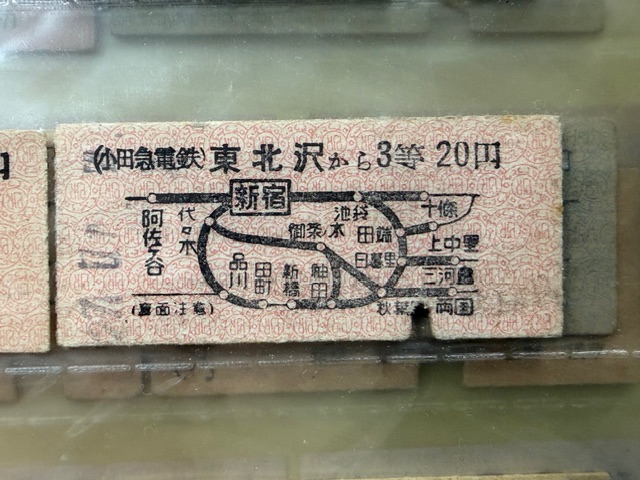 (小田急電鉄)東北沢から3等 20円
新宿
池袋
十條
阿佐ケ谷
代々木
御茶ノ水
田端
上中里
日暮里
三河島
品川
田町
新橋
神田
秋葉原
両国
(裏面注意)